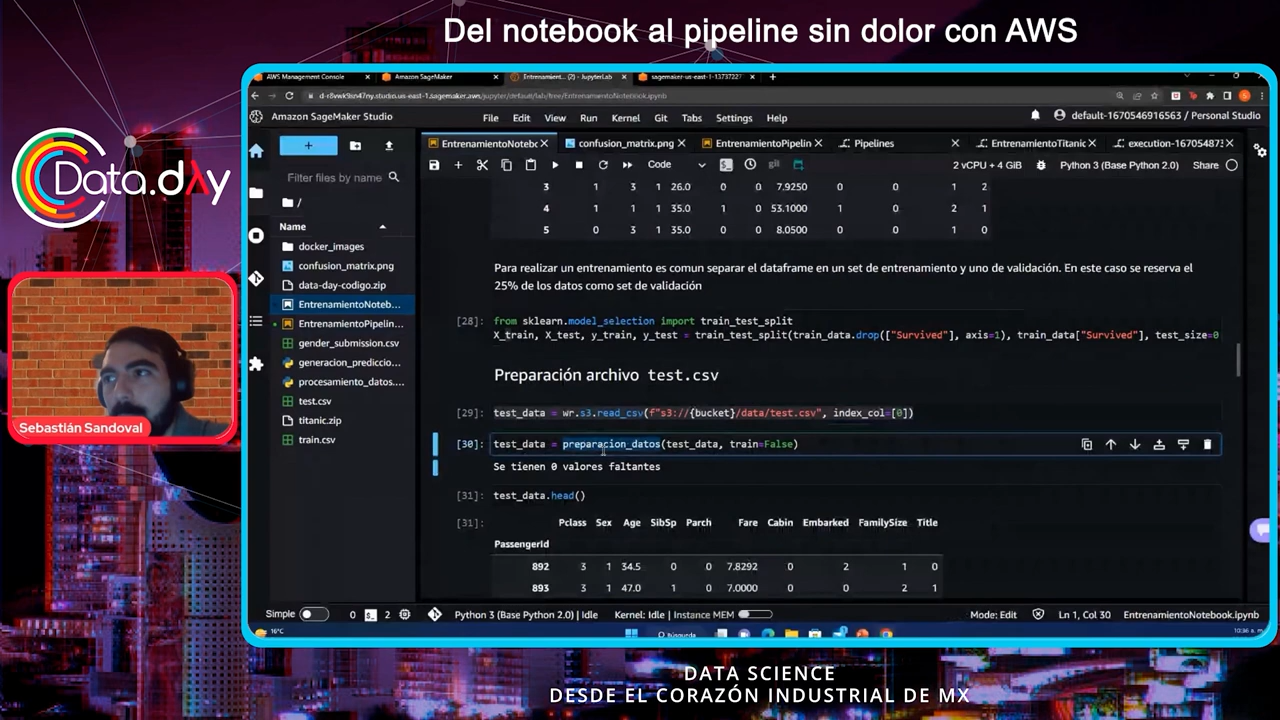 Del notebook al pipeline sin dolor con AWS
Data.dAy
Sebastián Sandoval
AWS Management Console
Amazon SageMaker
Entrenamien... (2) - JupyterLab
Amazon SageMaker Studio
File Edit View Run Kernel Git Tabs Settings Help
default-1670546916563 / Personal Studio
EntrenamientoNotebo
confusion_matrix.png
EntrenamientoPipelin
Pipelines
EntrenamientoTitanic
execution-16705487
Code
git
2 vCPU + 4 GiB
Python 3 (Base Python 2.0)
Share
Filter files by name
/
Name
docker_images
confusion_matrix.png
data-day-codigo.zip
EntrenamientoNoteb...
EntrenamientoPipelin...
gender_submission.csv
generacion_prediccio...
procesamiento_datos....
test.csv
titanic.zip
train.csv
3 1 3 1 26.0 0 0 7.9250 0 0 1 2
4 1 1 1 35.0 1 0 53.1000 1 0 2 1
5 0 3 1 35.0 0 0 8.0500 0 0 1 0
Para realizar un entrenamiento es comun separar el dataframe en un set de entrenamiento y uno de validación. En este caso se reserva el
25% de los datos como set de validación
[28]: from sklearn.model_selection import train_test_split
X_train, X_test, y_train, y_test = train_test_split(train_data.drop(["Survived"], axis=1), train_data["Survived"], test_size=0
Preparación archivo test.csv
[29]: test_data = wr.s3.read_csv(f"s3://{bucket}/data/test.csv", index_col=[0])
[30]: test_data = preparacion_datos(test_data, train=False)
Se tienen 0 valores faltantes
[31]: test_data.head()
[31]: Pclass Sex Age SibSp Parch Fare Cabin Embarked FamilySize Title
PassengerId
892 3 1 34.5 0 0 7.8292 0 2 1 0
893 3 1 47.0 1 0 7.0000 0 0 2 1
Simple
0
2
Python 3 (Base Python 2.0) | Idle
Kernel: Idle | Instance MEM
Mode: Edit
Ln 1, Col 30
EntrenamientoNotebook.ipynb
16°C
Búsqueda
DATA SCIENCE
DESDE EL CORAZÓN INDUSTRIAL DE MX